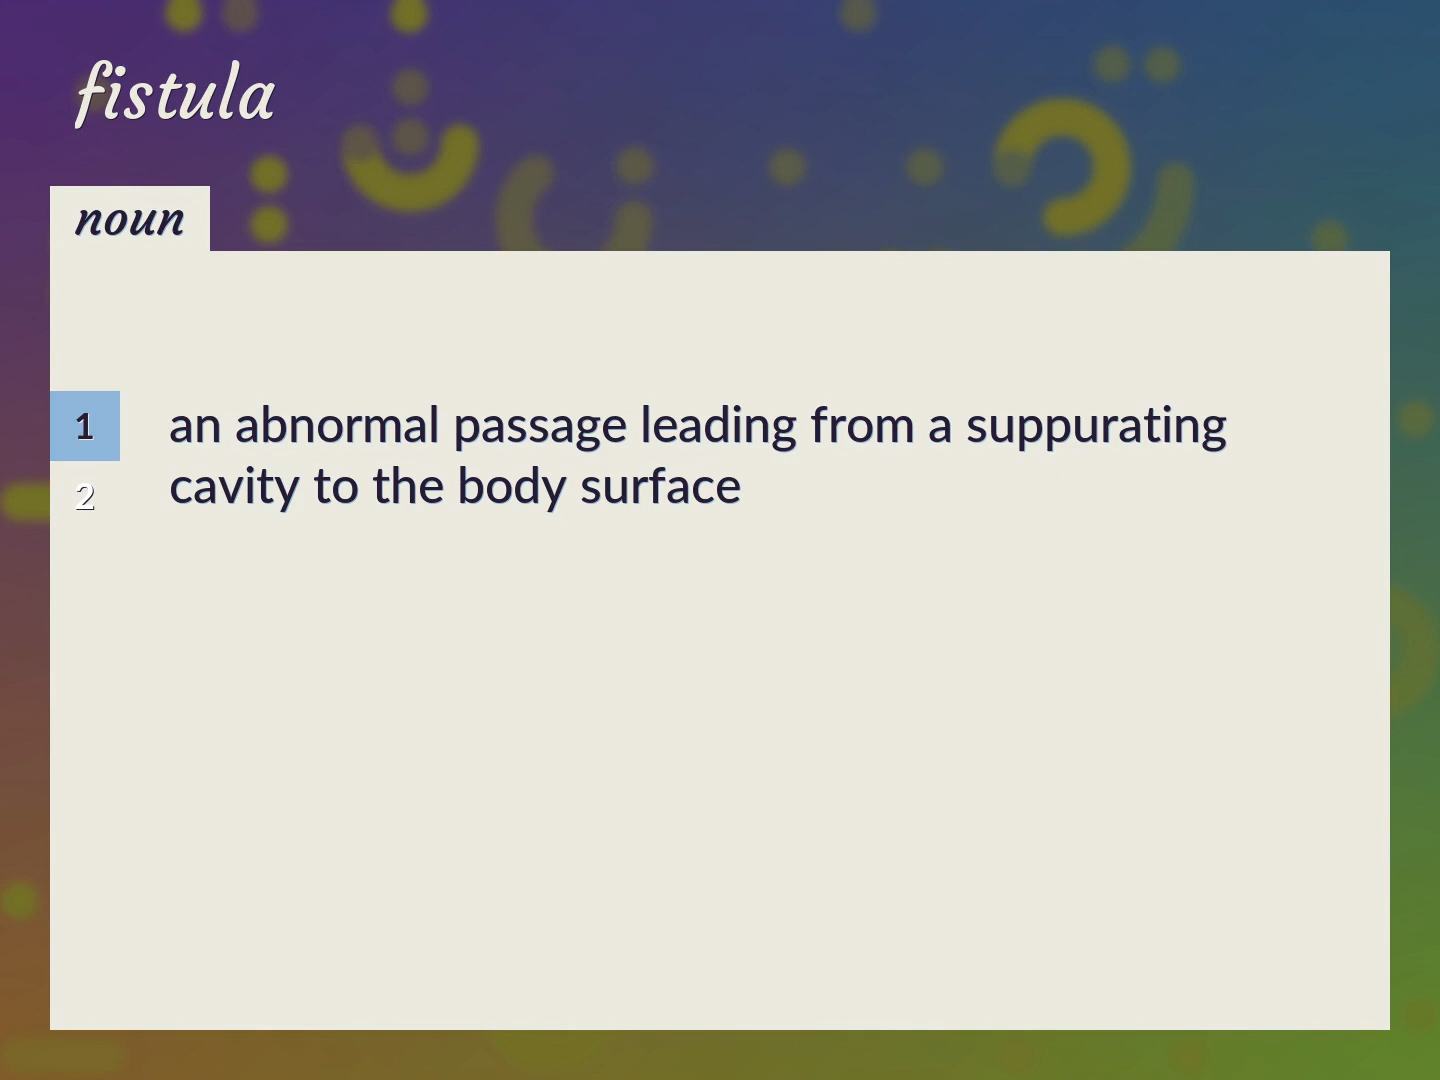 fistula
noun
1
an abnormal passage leading from a suppurating
cavity to the body surface
2